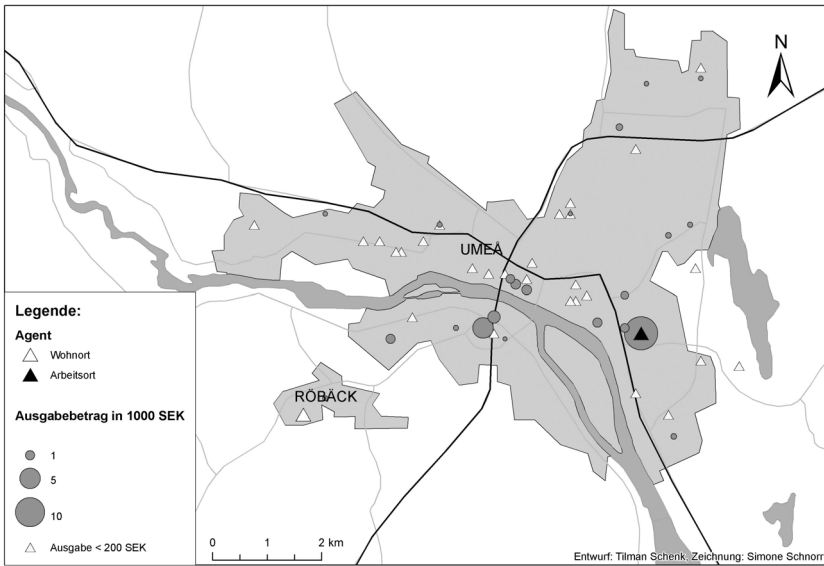 N
UMEÅ
RÖBÄCK
Legende:
Agent
Wohnort
Arbeitsort
Ausgabebetrag in 1000 SEK
1
5
10
Ausgabe < 200 SEK
0 1 2 km
Entwurf: Tilman Schenk, Zeichnung: Simone Schnorr